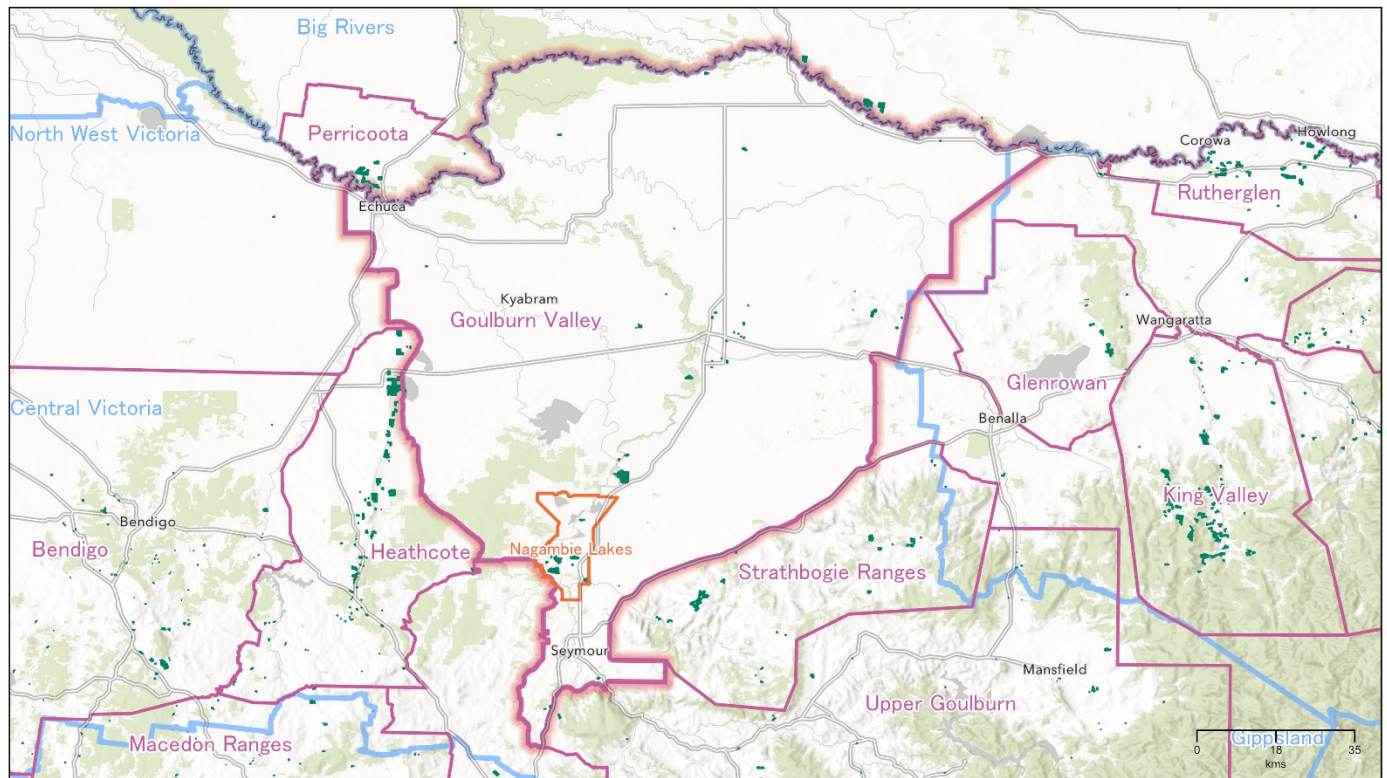 Big Rivers
North West Victoria
Perricoota
Corowa
Howlong
Rutherglen
Echuca
Kyabram
Goulburn Valley
Wangaratta
Glenrowan
Central Victoria
Benalla
Bendigo
King Valley
Bendigo
Heathcote
Nagambie Lakes
Strathbogie Ranges
Seymour
Mansfield
Upper Goulburn
Macedon Ranges
Gippsland
0 18 35
kms